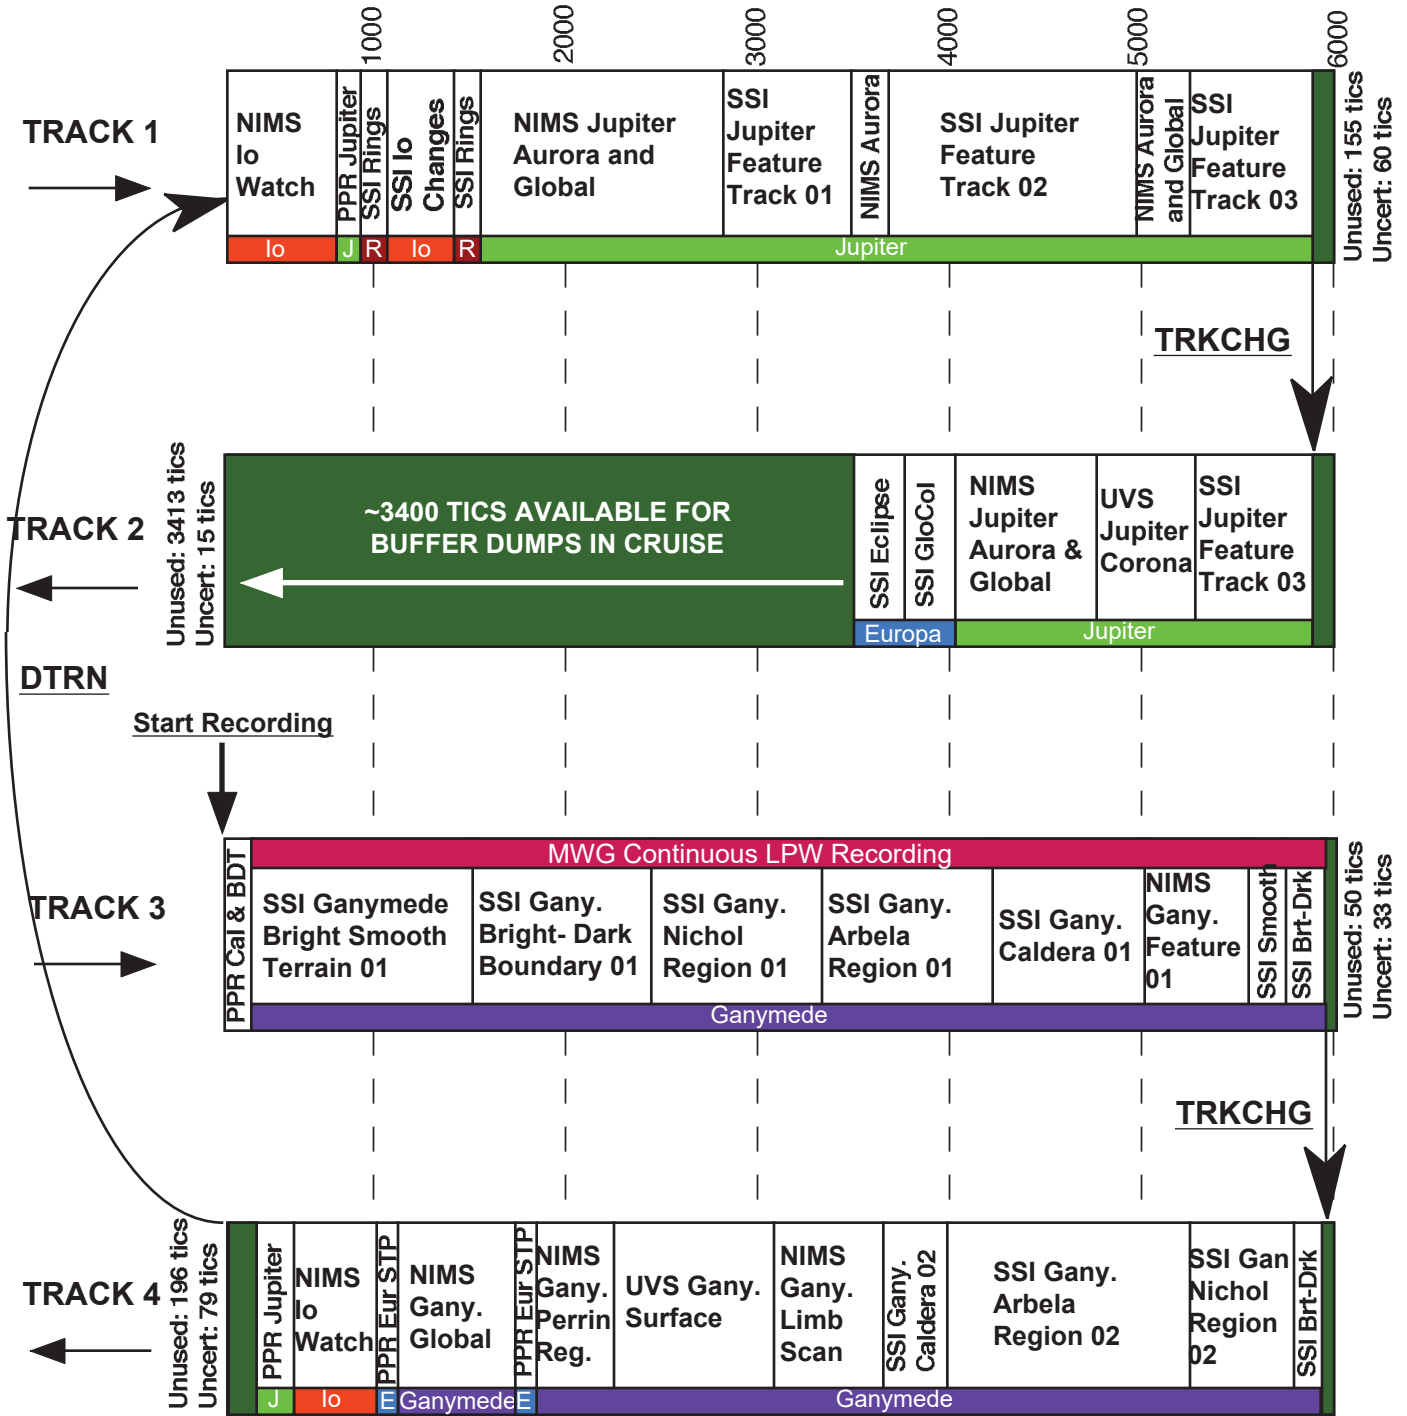 1000
2000
3000
4000
5000
6000
TRACK 1
NIMS
Io
Watch
PPR Jupiter
SSI Rings
SSI Io
Changes
SSI Rings
NIMS Jupiter
Aurora and
Global
SSI
Jupiter
Feature
Track 01
NIMS Aurora
SSI Jupiter
Feature
Track 02
NIMS Aurora
and Global
SSI
Jupiter
Feature
Track 03
Unused: 155 tics
Uncert: 60 tics
Io
J
R
Io
R
Jupiter
TRKCHG
TRACK 2
Unused: 3413 tics
Uncert: 15 tics
~3400 TICS AVAILABLE FOR
BUFFER DUMPS IN CRUISE
SSI Eclipse
SSI GloCol
NIMS
Jupiter
Aurora &
Global
UVS
Jupiter
Corona
SSI
Jupiter
Feature
Track 03
Europa
Jupiter
DTRN
Start Recording
TRACK 3
PPR Cal & BDT
MWG Continuous LPW Recording
SSI Ganymede
Bright Smooth
Terrain 01
SSI Gany.
Bright- Dark
Boundary 01
SSI Gany.
Nichol
Region 01
SSI Gany.
Arbela
Region 01
SSI Gany.
Caldera 01
NIMS
Gany.
Feature
01
SSI Smooth
SSI Brt-Drk
Unused: 50 tics
Uncert: 33 tics
Ganymede
TRKCHG
TRACK 4
Unused: 196 tics
Uncert: 79 tics
PPR Jupiter
NIMS
Io
Watch
PPR Eur STP
NIMS
Gany.
Global
PPR Eur STP
NIMS
Gany.
Perrin
Reg.
UVS Gany.
Surface
NIMS
Gany.
Limb
Scan
SSI Gany.
Caldera 02
SSI Gany.
Arbela
Region 02
SSI Gan
Nichol
Region
02
SSI Brt-Drk
J
Io
E
Ganymede
E
Ganymede